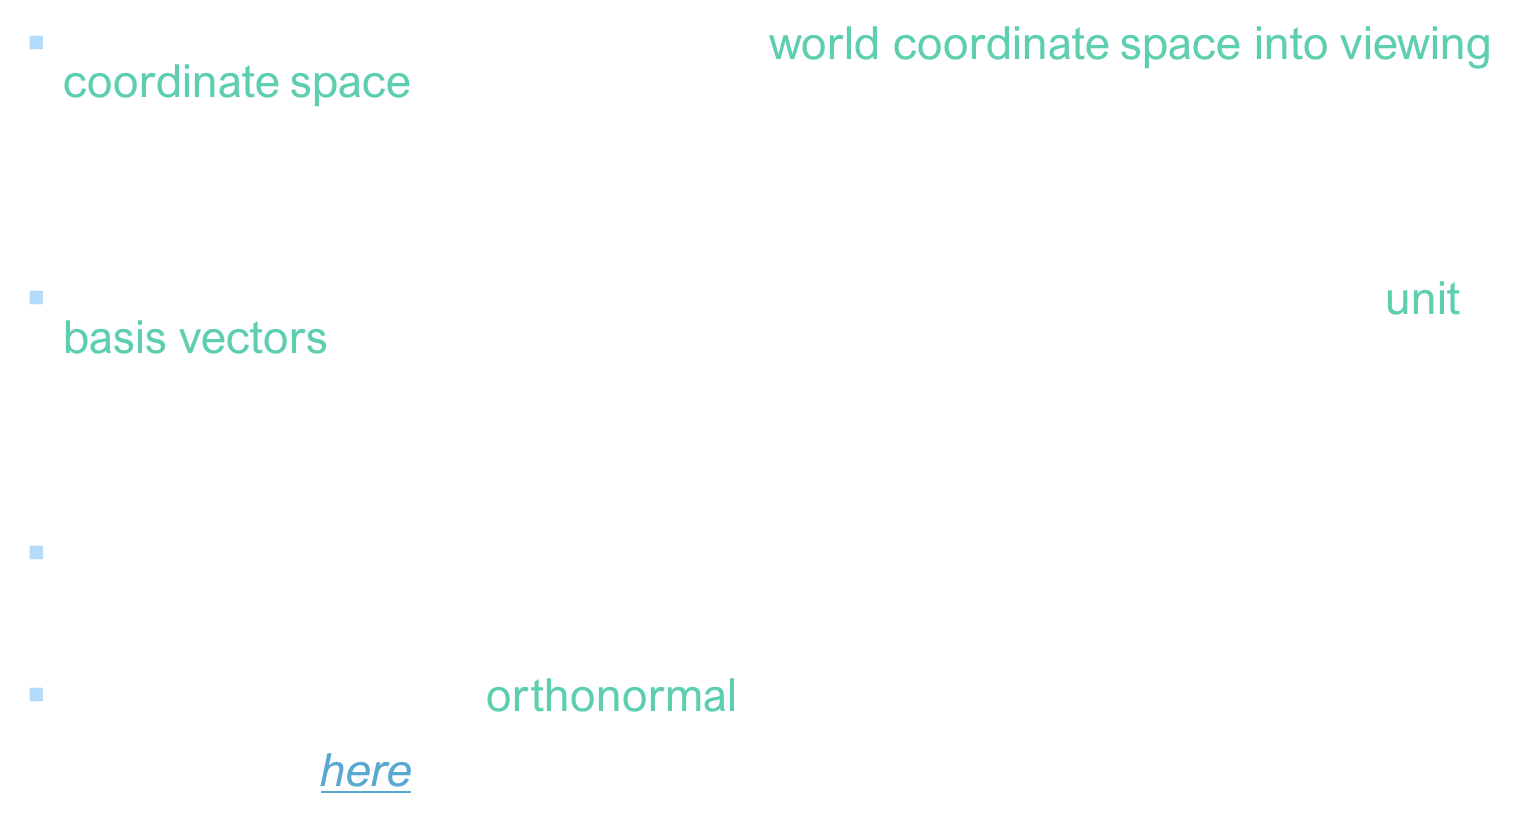 ▪ world coordinate space into viewing
coordinate space
▪ unit
basis vectors
▪
▪ orthonormal
here